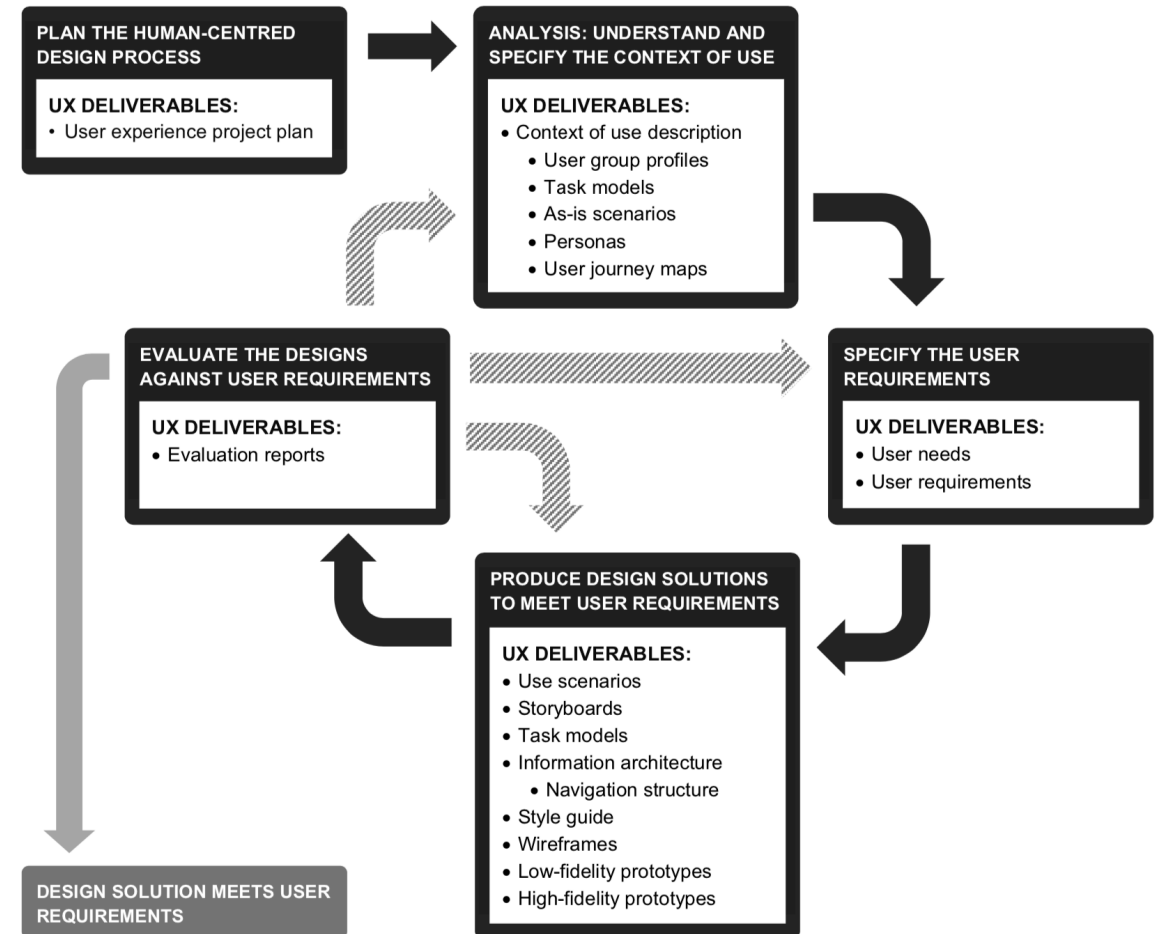 PLAN THE HUMAN-CENTRED
DESIGN PROCESS
UX DELIVERABLES:
• User experience project plan
ANALYSIS: UNDERSTAND AND
SPECIFY THE CONTEXT OF USE
UX DELIVERABLES:
• Context of use description
• User group profiles
• Task models
• As-is scenarios
• Personas
• User journey maps
EVALUATE THE DESIGNS
AGAINST USER REQUIREMENTS
UX DELIVERABLES:
• Evaluation reports
SPECIFY THE USER
REQUIREMENTS
UX DELIVERABLES:
• User needs
• User requirements
PRODUCE DESIGN SOLUTIONS
TO MEET USER REQUIREMENTS
UX DELIVERABLES:
• Use scenarios
• Storyboards
• Task models
• Information architecture
• Navigation structure
• Style guide
• Wireframes
• Low-fidelity prototypes
• High-fidelity prototypes
DESIGN SOLUTION MEETS USER
REQUIREMENTS